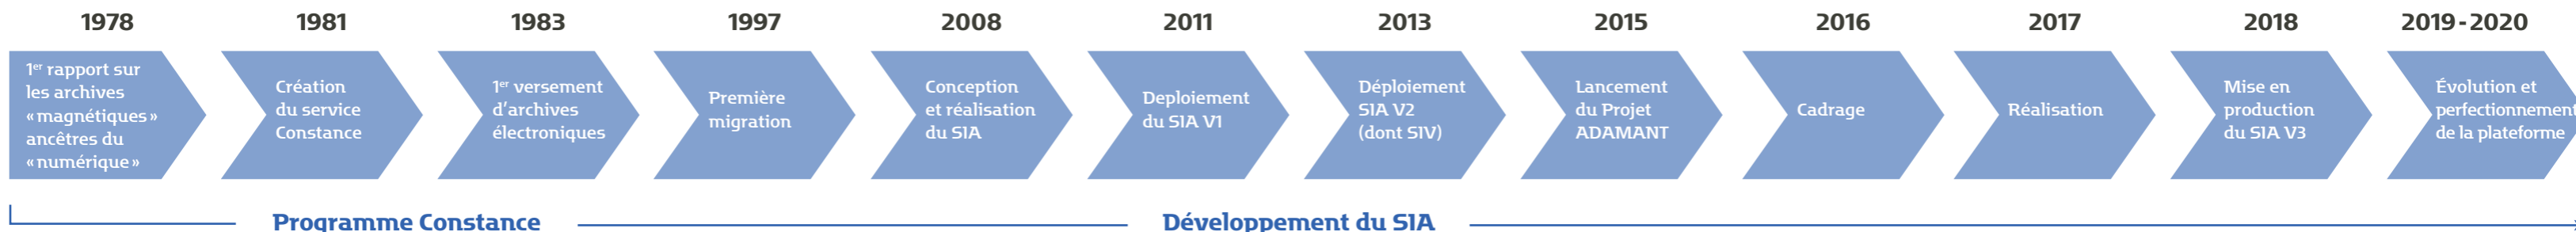 1978
1er rapport sur
les archives
« magnétiques »
ancêtres du
« numérique »
1981
Création
du service
Constance
1983
1er versement
d'archives
électroniques
1997
Première
migration
2008
Conception
et réalisation
du SIA
2011
Deploiement
du SIA V1
2013
Déploiement
SIA V2
(dont SIV)
2015
Lancement
du Projet
ADAMANT
2016
Cadrage
2017
Réalisation
2018
Mise en
production
du SIA V3
2019-2020
Évolution et
perfectionnement
de la plateforme
Programme Constance
Développement du SIA